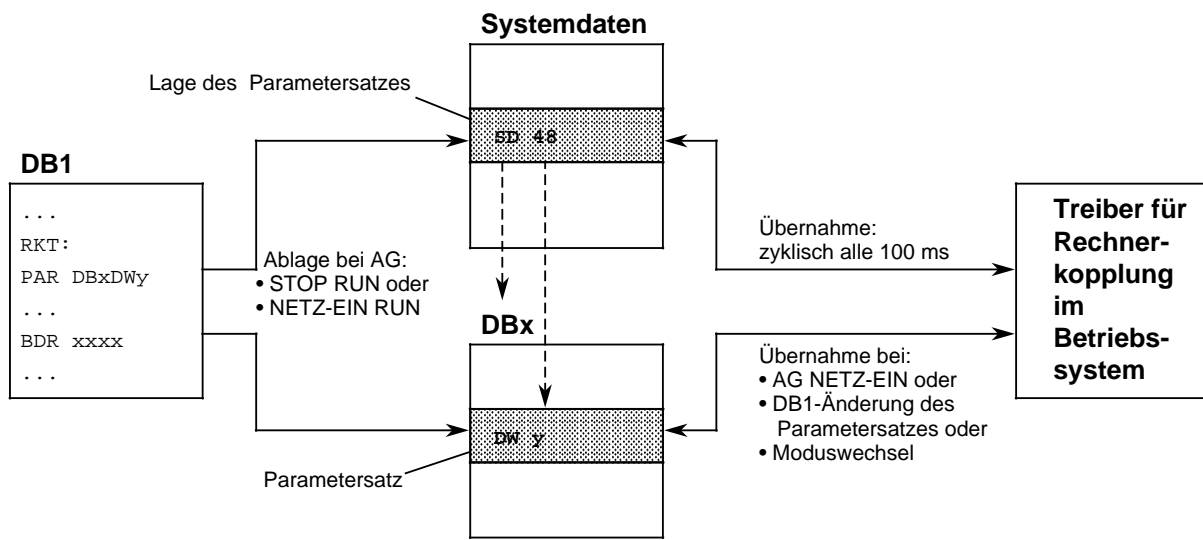 Systemdaten
Lage des Parametersatzes
SD 48
DB1
...
RKT:
PAR DBxDWy
...
BDR xxxx
...
Ablage bei AG:
• STOP RUN oder
• NETZ-EIN RUN
DBx
DW y
Parametersatz
Übernahme:
zyklisch alle 100 ms
Übernahme bei:
• AG NETZ-EIN oder
• DB1-Änderung des
Parametersatzes oder
• Moduswechsel
Treiber für
Rechner-
kopplung
im
Betriebs-
system